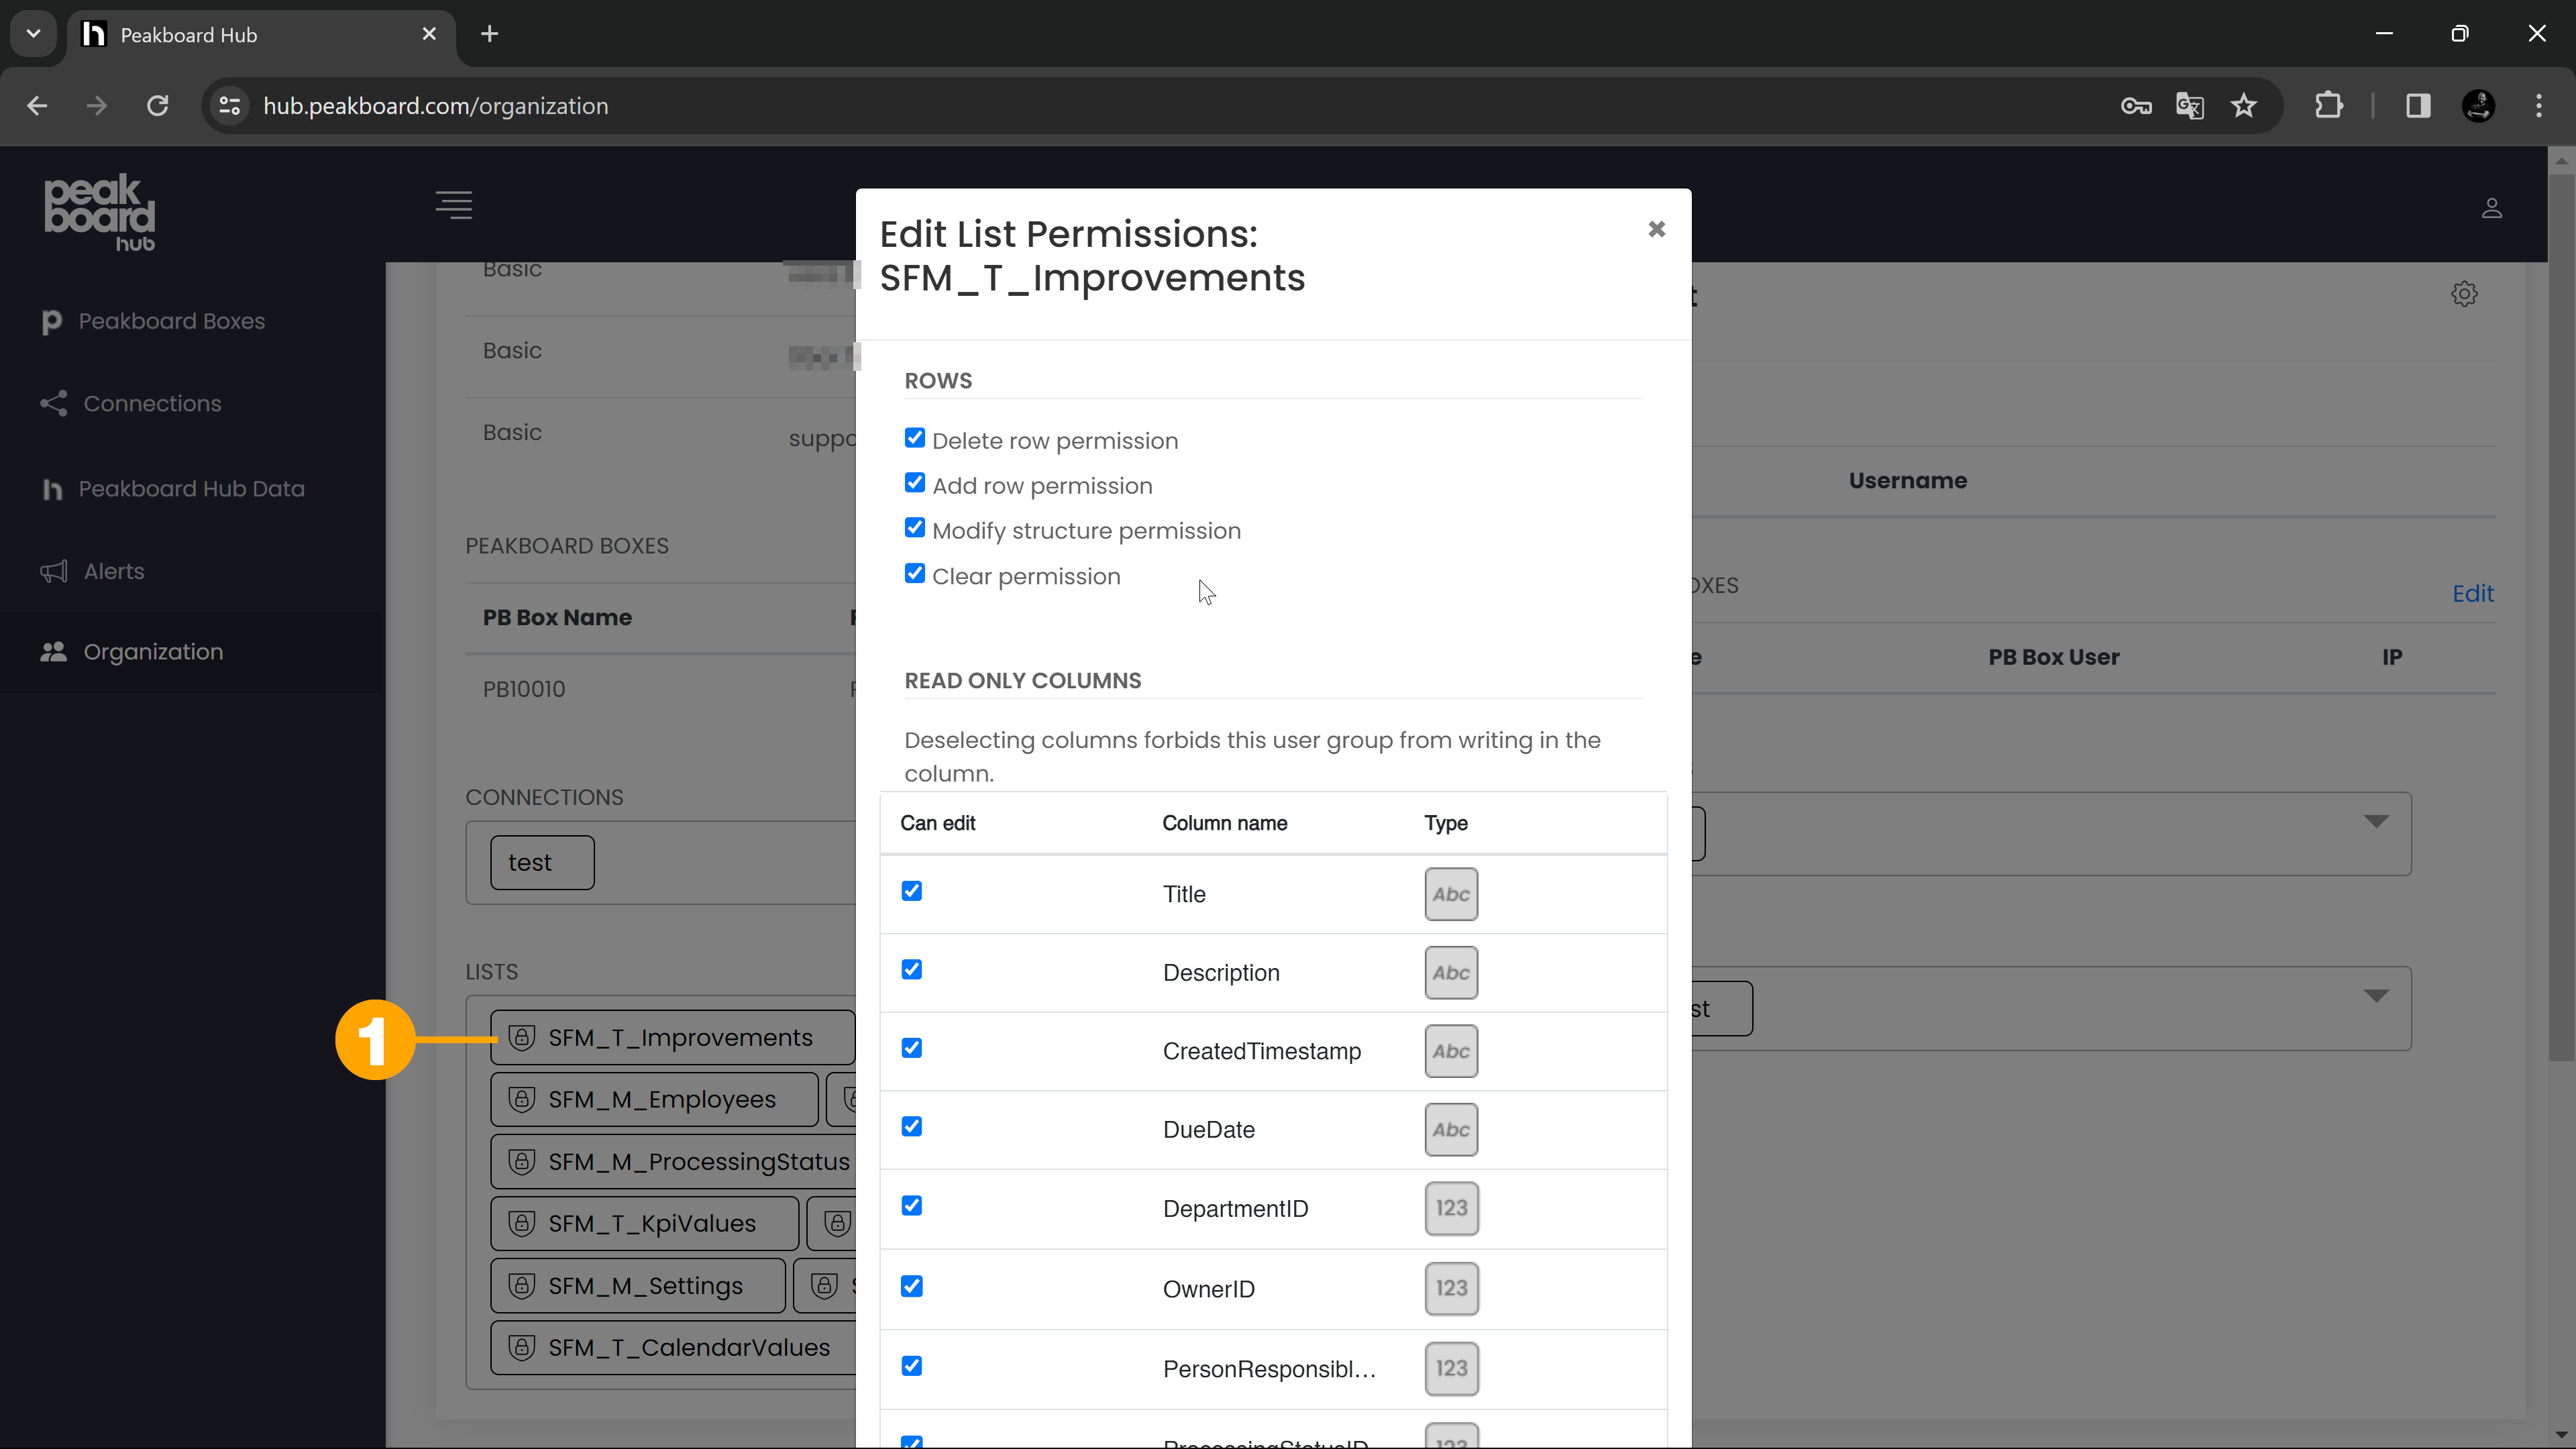 Peakboard Hub
hub.peakboard.com/organization
peak
board
hub
Peakboard Boxes
Connections
Peakboard Hub Data
Alerts
Organization
Basic
Basic
Basic
suppo
PEAKBOARD BOXES
PB Box Name
PB10010
CONNECTIONS
test
LISTS
1
SFM_T_Improvements
SFM_M_Employees
SFM_M_ProcessingStatus
SFM_T_KpiValues
SFM_M_Settings
SFM_T_CalendarValues
Edit List Permissions:
SFM_T_Improvements
ROWS
Delete row permission
Add row permission
Modify structure permission
Clear permission
READ ONLY COLUMNS
Deselecting columns forbids this user group from writing in the
column.
Can edit Column name Type
Title Abc
Description Abc
CreatedTimestamp Abc
DueDate Abc
DepartmentID 123
OwnerID 123
PersonResponsibl... 123
ProcessingStatusID 123
Username
OXES
Edit
PB Box User IP
st